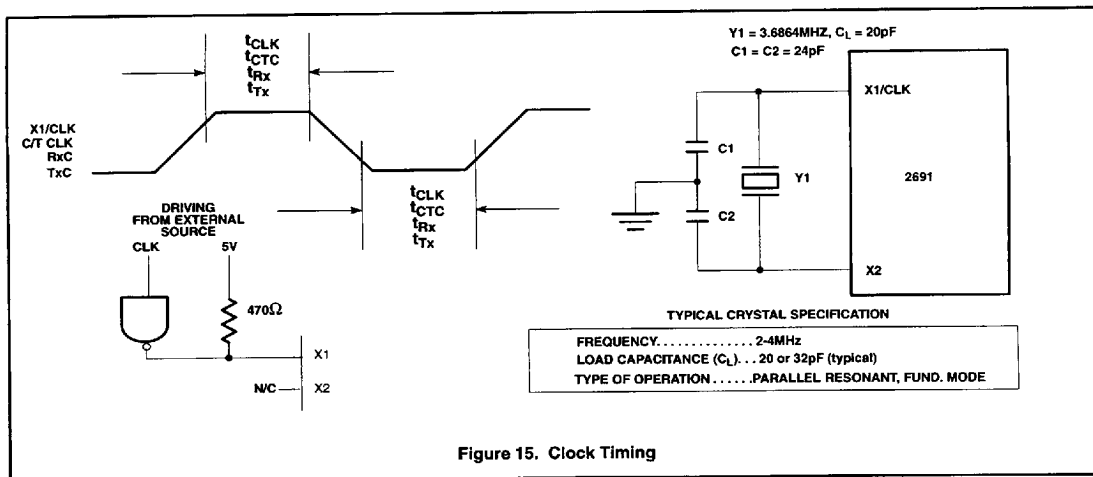 tCLK
tCTC
tRx
tTx
X1/CLK
C/T CLK
RxC
TxC
tCLK
tCTC
tRx
tTx
DRIVING
FROM EXTERNAL
SOURCE
CLK
5V
470Ω
X1
N/C
X2
Y1 = 3.6864MHZ, CL = 20pF
C1 = C2 = 24pF
X1/CLK
C1
Y1
2691
C2
X2
TYPICAL CRYSTAL SPECIFICATION
FREQUENCY. . . . . . . . . . . . . . 2-4MHz
LOAD CAPACITANCE (CL). . . 20 or 32pF (typical)
TYPE OF OPERATION . . . . . . PARALLEL RESONANT, FUND. MODE
Figure 15. Clock Timing